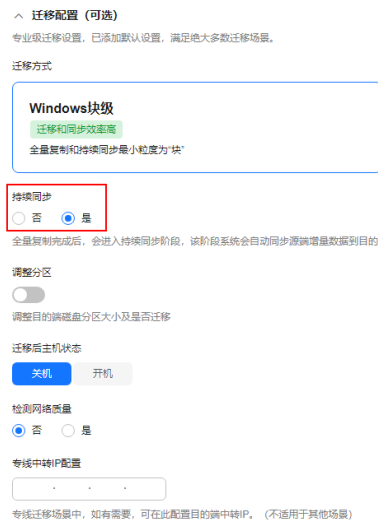 迁移配置（可选）
专业级迁移设置，已添加默认设置，满足绝大多数迁移场景。
迁移方式
Windows块级
迁移和同步效率高
全量复制和持续同步最小粒度为“块”
持续同步
否 是
全量复制完成后，会进入持续同步阶段，该阶段系统会自动同步源端增量数据到目的
调整分区
调整目的端磁盘分区大小及是否迁移
迁移后主机状态
关机 开机
检测网络质量
否 是
专线中转IP配置
专线迁移场景中，如有需要，可在此配置目的端中转IP。（不适用于其他场景）